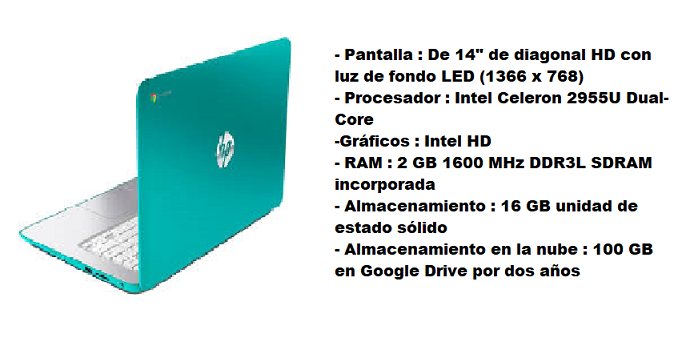 - Pantalla : De 14" de diagonal HD con
luz de fondo LED (1366 x 768)
- Procesador : Intel Celeron 2955U Dual-
Core
-Gráficos : Intel HD
- RAM : 2 GB 1600 MHz DDR3L SDRAM
incorporada
- Almacenamiento : 16 GB unidad de
estado sólido
- Almacenamiento en la nube : 100 GB
en Google Drive por dos años
hp